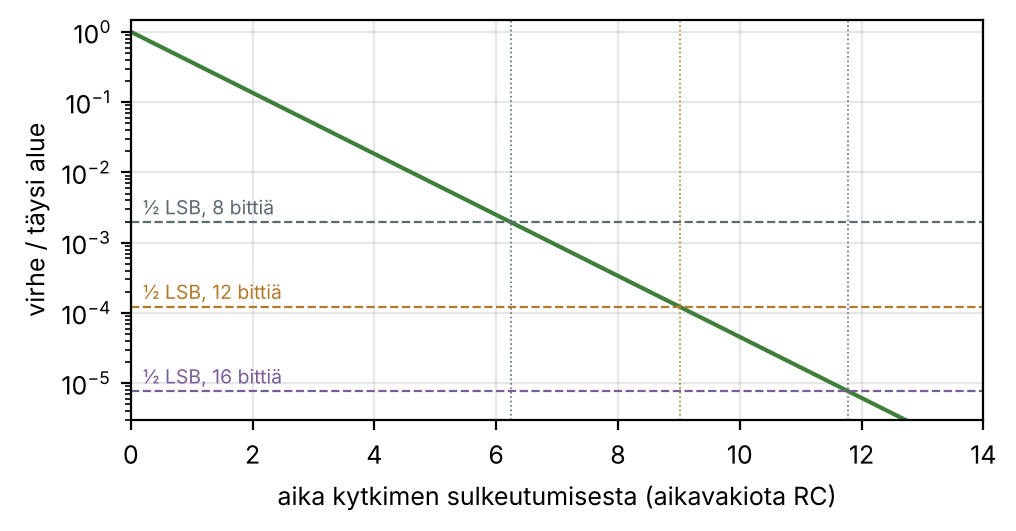 10⁰
10⁻¹
10⁻²
10⁻³
10⁻⁴
10⁻⁵
virhe / täysi alue
½ LSB, 8 bittiä
½ LSB, 12 bittiä
½ LSB, 16 bittiä
0 2 4 6 8 10 12 14
aika kytkimen sulkeutumisesta (aikavakiota RC)